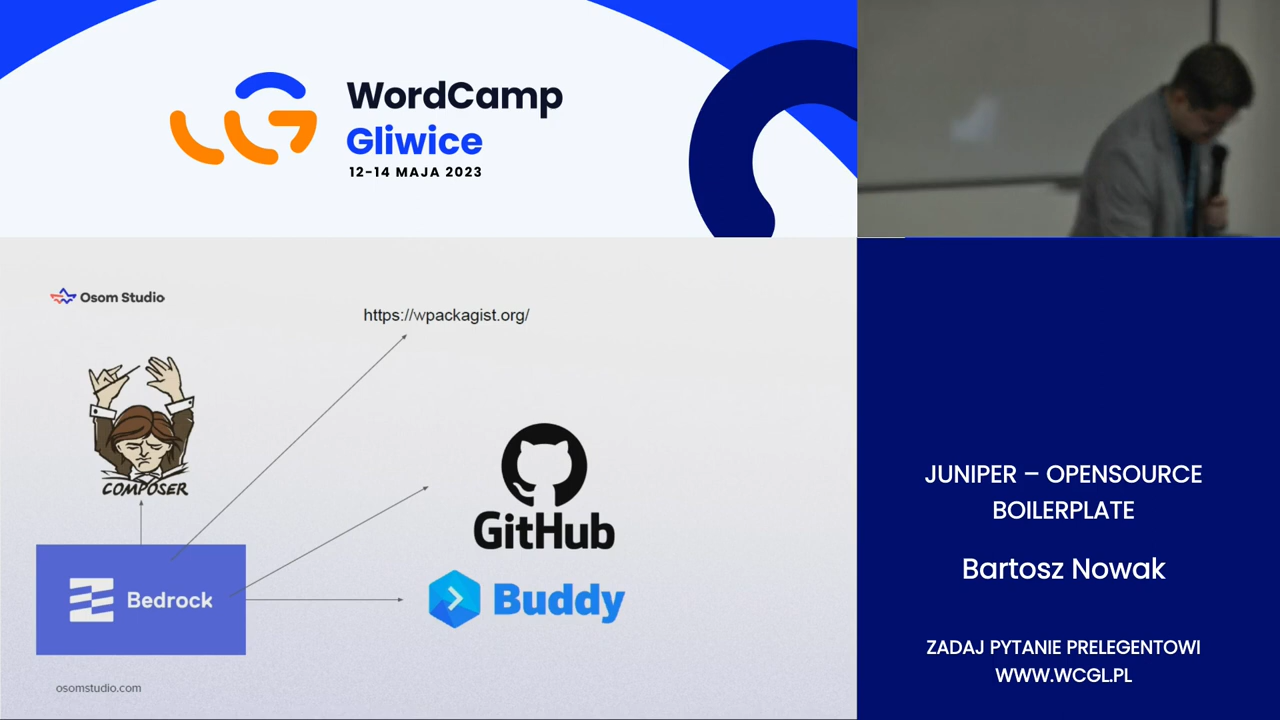 WordCamp
Gliwice
12-14 MAJA 2023
Osom Studio
https://wpackagist.org/
COMPOSER
GitHub
Bedrock
Buddy
osomstudio.com
JUNIPER – OPENSOURCE
BOILERPLATE
Bartosz Nowak
ZADAJ PYTANIE PRELEGENTOWI
WWW.WCGL.PL